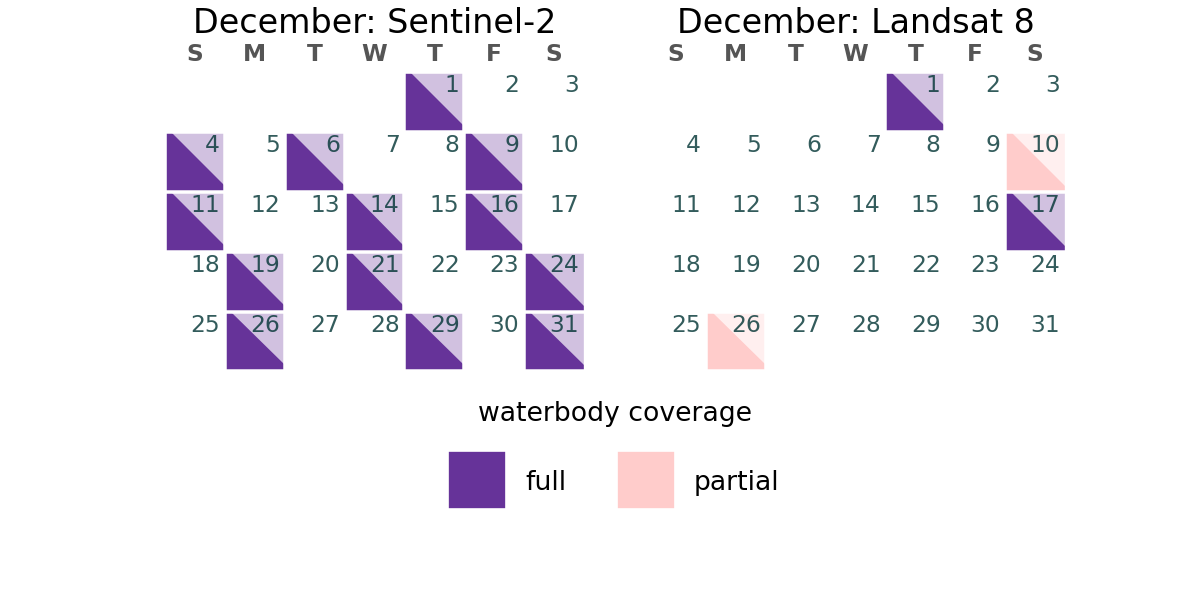 December: Sentinel-2
S M T W T F S
1 2 3
4 5 6 7 8 9 10
11 12 13 14 15 16 17
18 19 20 21 22 23 24
25 26 27 28 29 30 31
December: Landsat 8
S M T W T F S
1 2 3
4 5 6 7 8 9 10
11 12 13 14 15 16 17
18 19 20 21 22 23 24
25 26 27 28 29 30 31
waterbody coverage
full partial